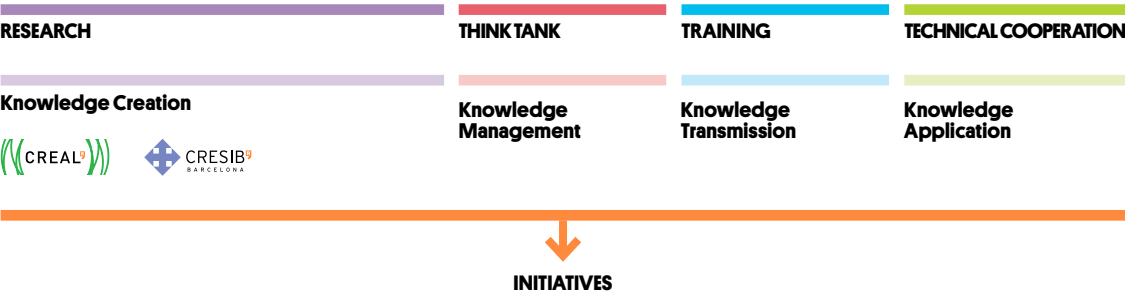 RESEARCH
THINK TANK
TRAINING
TECHNICAL COOPERATION
Knowledge Creation
Knowledge
Management
Knowledge
Transmission
Knowledge
Application
CREAL
CRESIB
BARCELONA
INITIATIVES